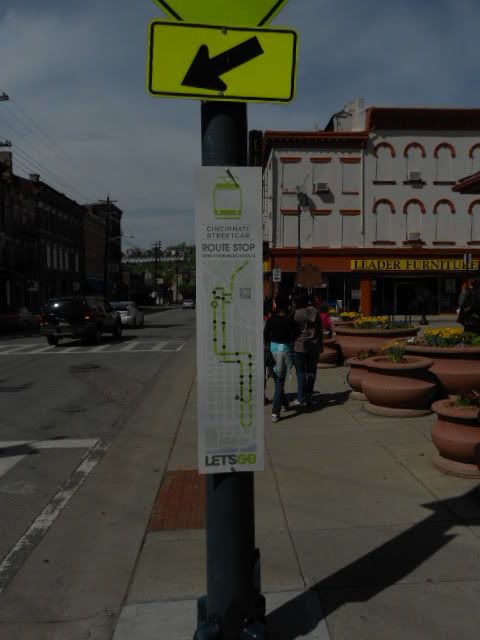 CINCINNATI
STREETCAR
ROUTE STOP
LETSGO
LEADER FURNITURE